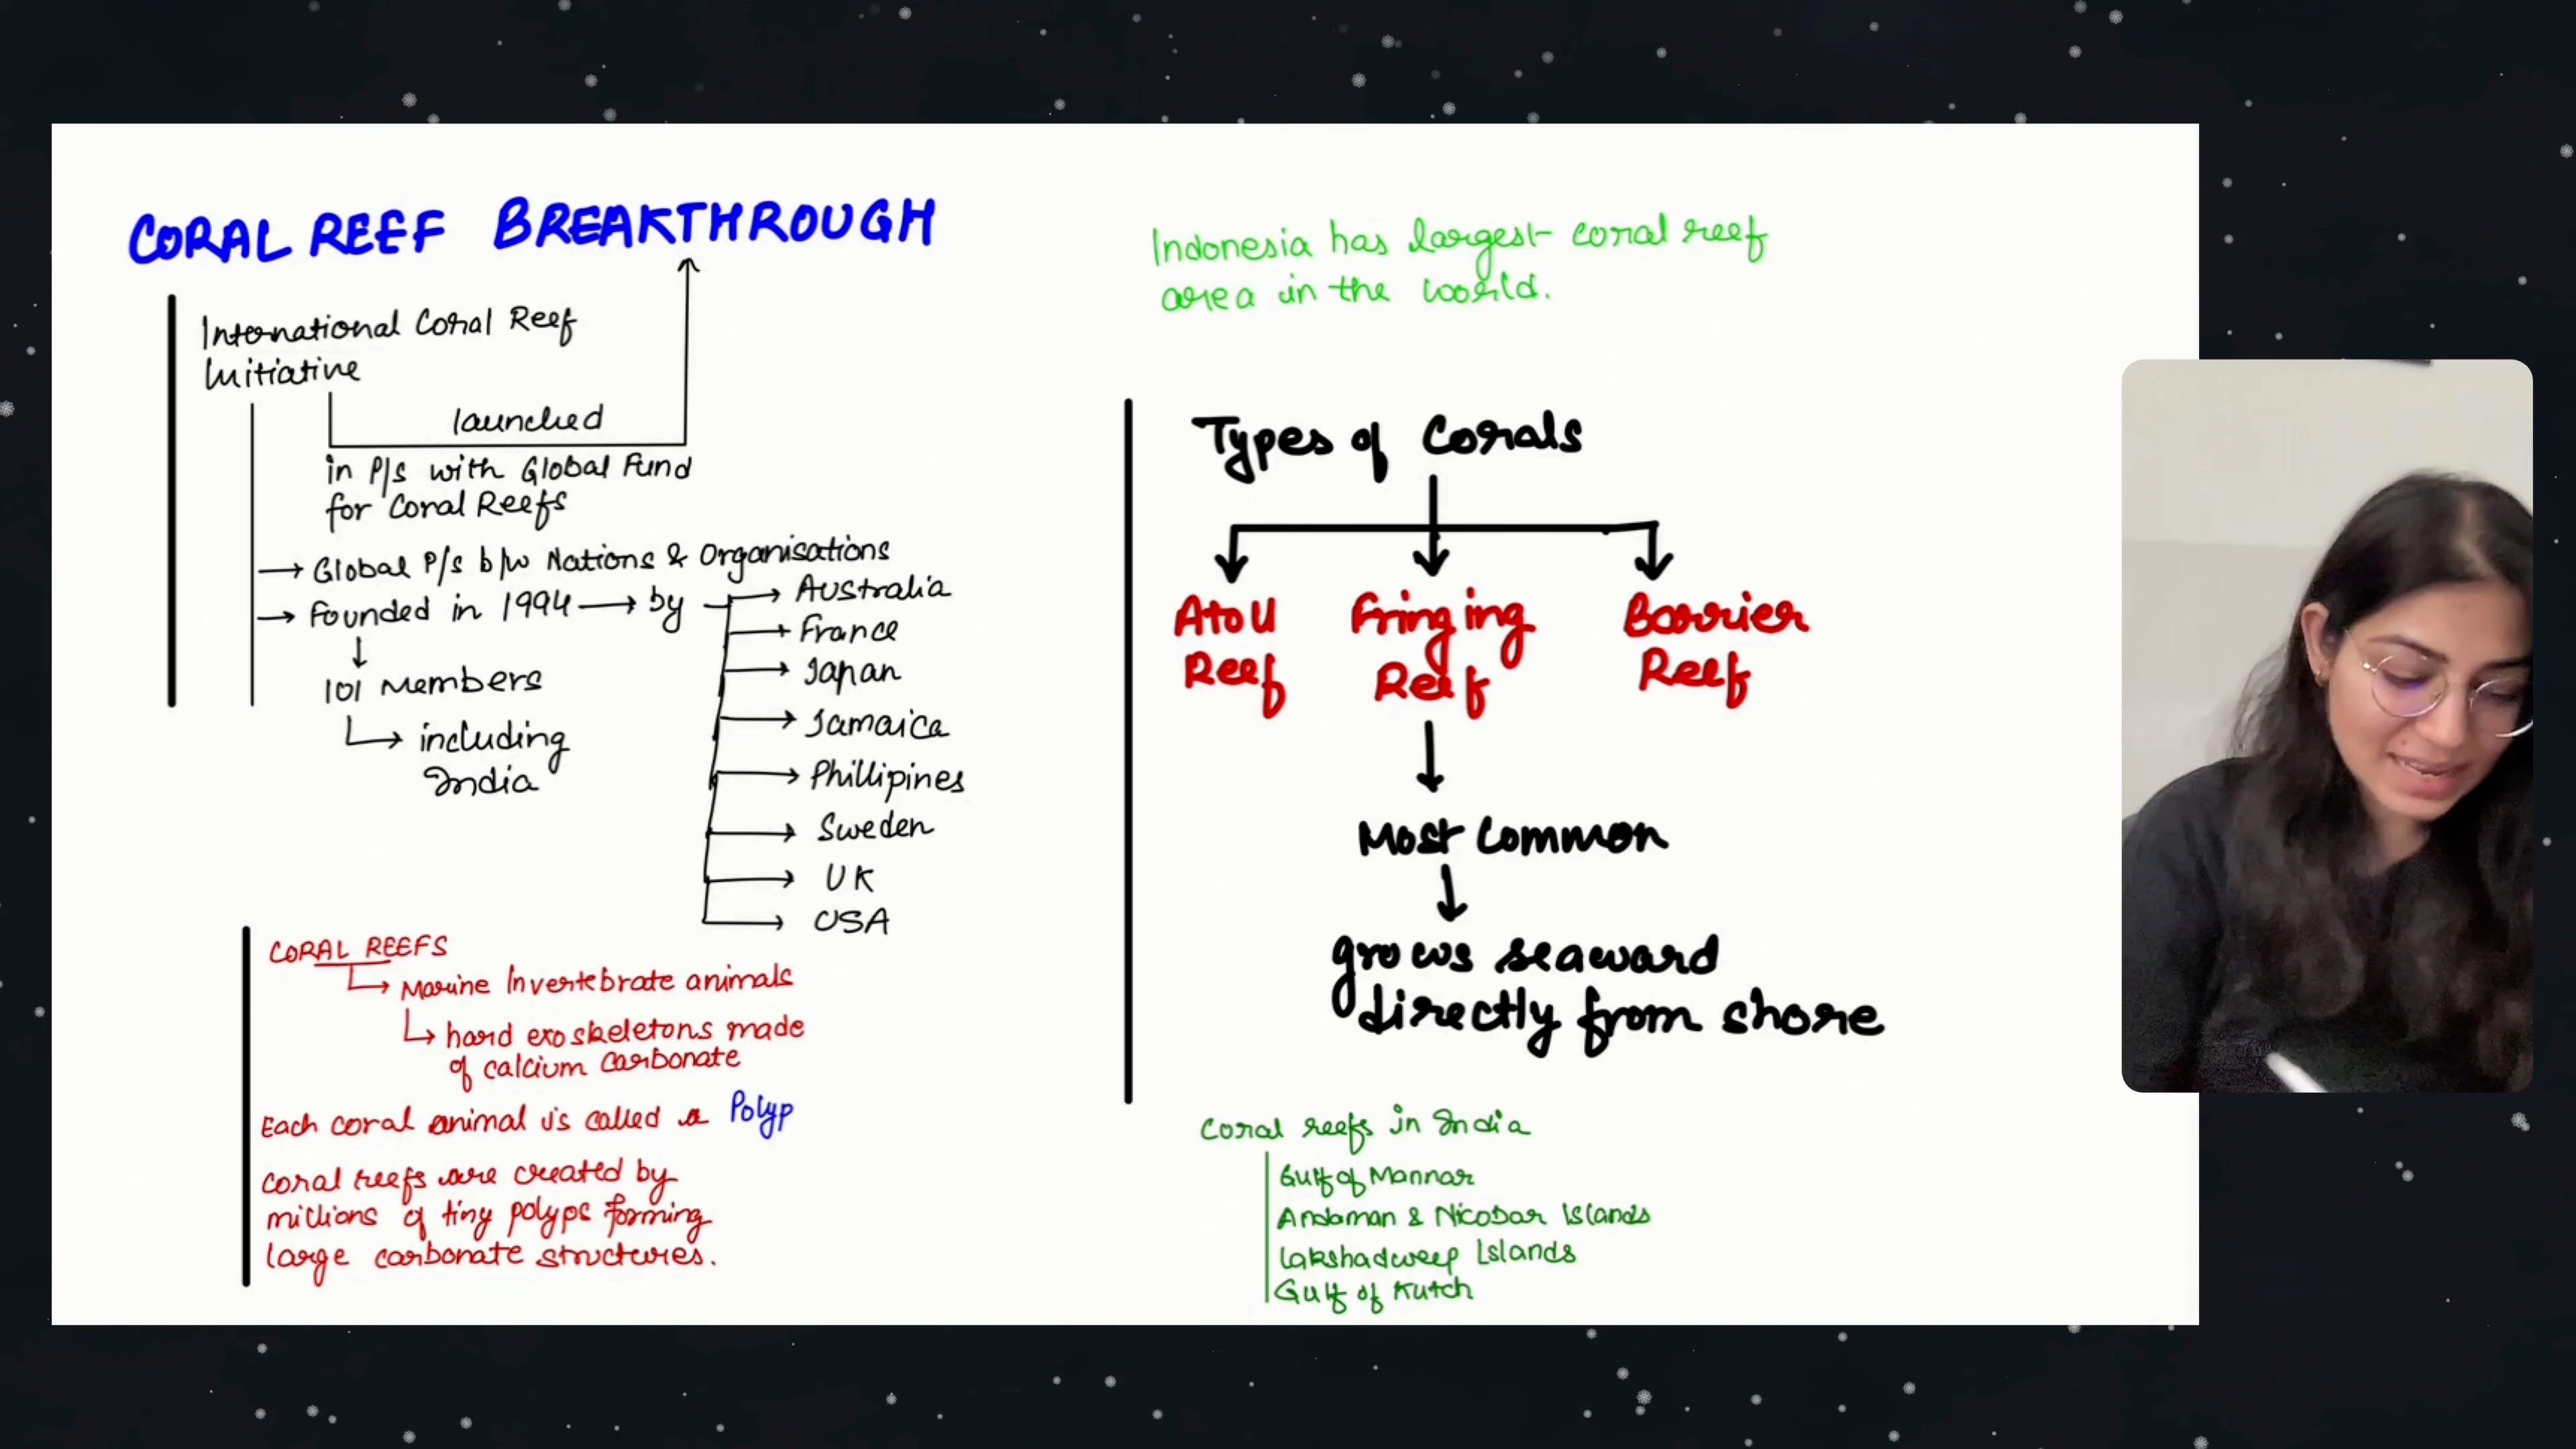 CORAL REEF BREAKTHROUGH
International Coral Reef
Initiative
launched
in P/s with Global Fund
for Coral Reefs
Global P/s b/w Nations & Organisations
Founded in 1994 → by
Australia
France
Japan
Jamaica
Phillipines
Sweden
UK
USA
101 Members
including
India
CORAL REEFS
Marine Invertebrate animals
hard exoskeletons made
of calcium carbonate
Each coral animal is called a Polyp
Coral reefs are created by
millions of tiny polyps forming
large carbonate structures.
Indonesia has largest coral reef
area in the world.
Types of Corals
Atoll
Reef
Fringing
Reef
Barrier
Reef
Most Common
grows seaward
directly from shore
Coral reefs in India
Gulf of Mannar
Andaman & Nicobar Islands
Lakshadweep Islands
Gulf of Kutch